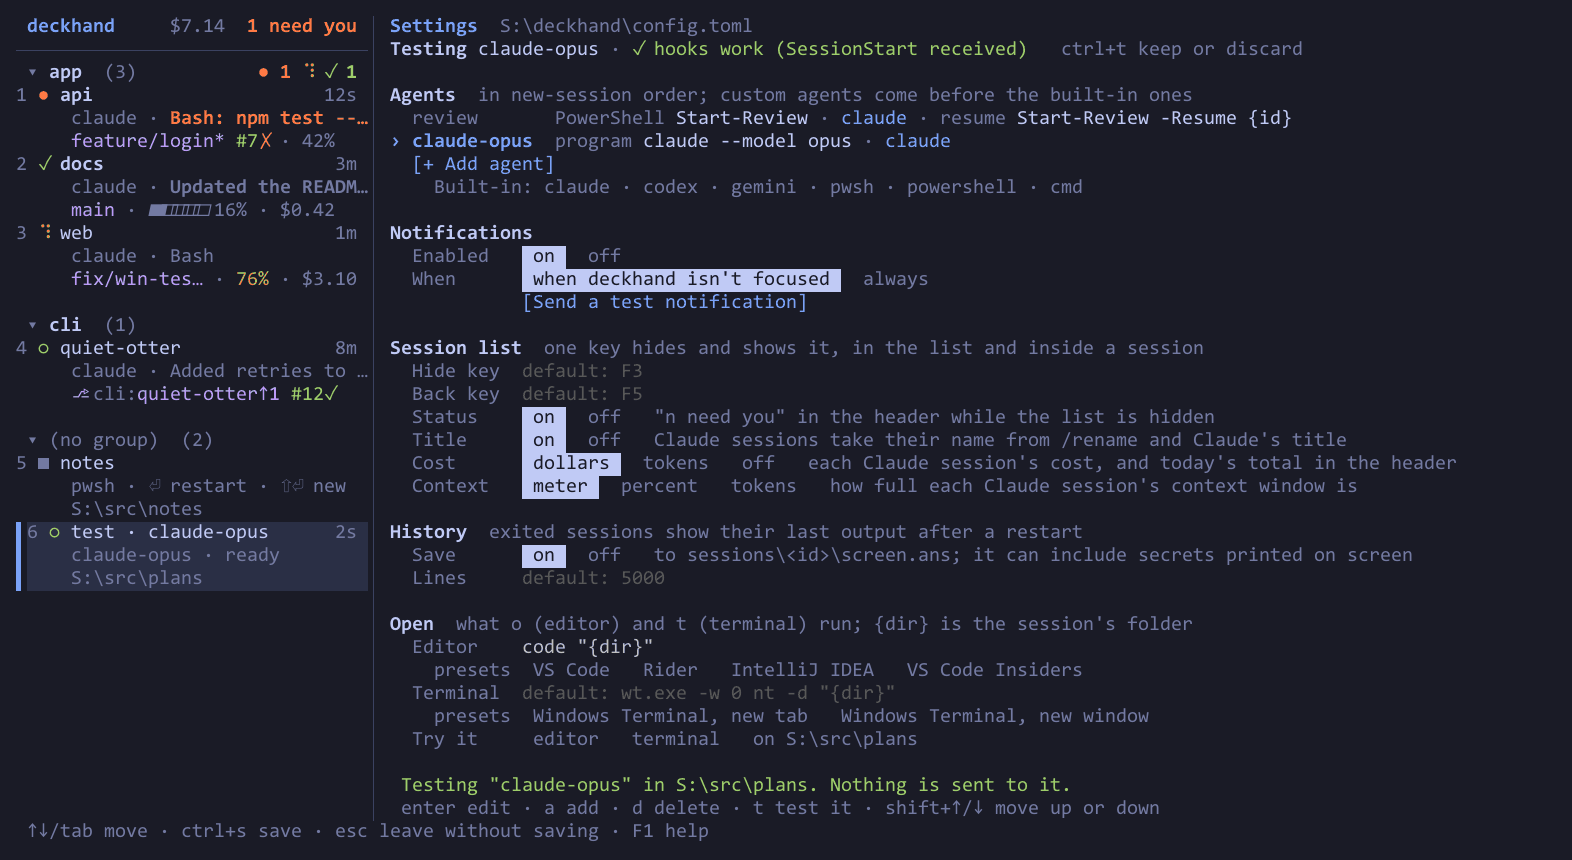 deckhand $7.14 1 need you
▾ app (3) ● 1 ⠹ ✓ 1
1 ● api 12s
claude · Bash: npm test --…
feature/login* #7✗ · 42%
2 ✓ docs 3m
claude · Updated the READM…
main · 16% · $0.42
3 ⠹ web 1m
claude · Bash
fix/win-tes… · 76% · $3.10
▾ cli (1)
4 ○ quiet-otter 8m
claude · Added retries to …
⎇ cli:quiet-otter↑1 #12✓
▾ (no group) (2)
5 ■ notes
pwsh · ⏎ restart · ⇧⏎ new
S:\src\notes
6 ○ test · claude-opus 2s
claude-opus · ready
S:\src\plans
Settings S:\deckhand\config.toml
Testing claude-opus · ✓ hooks work (SessionStart received) ctrl+t keep or discard
Agents in new-session order; custom agents come before the built-in ones
review PowerShell Start-Review · claude · resume Start-Review -Resume {id}
› claude-opus program claude --model opus · claude
[+ Add agent]
Built-in: claude · codex · gemini · pwsh · powershell · cmd
Notifications
Enabled on off
When when deckhand isn't focused always
[Send a test notification]
Session list one key hides and shows it, in the list and inside a session
Hide key default: F3
Back key default: F5
Status on off "n need you" in the header while the list is hidden
Title on off Claude sessions take their name from /rename and Claude's title
Cost dollars tokens off each Claude session's cost, and today's total in the header
Context meter percent tokens how full each Claude session's context window is
History exited sessions show their last output after a restart
Save on off to sessions\<id>\screen.ans; it can include secrets printed on screen
Lines default: 5000
Open what o (editor) and t (terminal) run; {dir} is the session's folder
Editor code "{dir}"
presets VS Code Rider IntelliJ IDEA VS Code Insiders
Terminal default: wt.exe -w 0 nt -d "{dir}"
presets Windows Terminal, new tab Windows Terminal, new window
Try it editor terminal on S:\src\plans
Testing "claude-opus" in S:\src\plans. Nothing is sent to it.
enter edit · a add · d delete · t test it · shift+↑/↓ move up or down
↑↓/tab move · ctrl+s save · esc leave without saving · F1 help